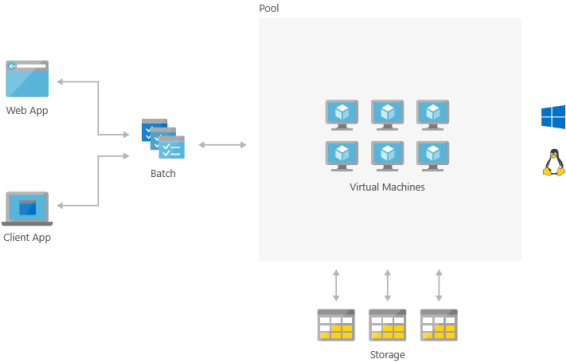 Pool
Web App
Batch
Virtual Machines
Client App
Storage